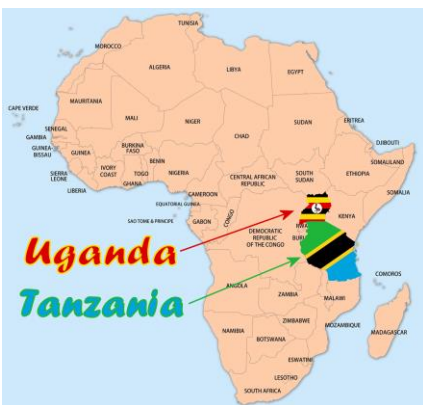 TUNISIA
MOROCCO
ALGERIA
LIBYA
EGYPT
MAURITANIA
CAPE VERDE
MALI
NIGER
SENEGAL
CHAD
SUDAN
ERITREA
GAMBIA
GUINEA-
BISSAU
GUINEA
BURKINA
FASO
BENIN
DJIBOUTI
SOMALILAND
SIERRA
LEONE
IVORY
COAST
TOGO
GHANA
NIGERIA
CENTRAL AFRICAN
REPUBLIC
SOUTH
SUDAN
ETHIOPIA
LIBERIA
CAMEROON
SOMALIA
EQUATORIAL GUINEA
SAO TOME & PRINCIPE
GABON
CONGO
DEMOCRATIC
REPUBLIC
OF THE CONGO
RWA
BURU
KENYA
Uganda
Tanzania
COMOROS
ANGOLA
ZAMBIA
MALAWI
MOZAMBIQUE
ZIMBABWE
MADAGASCAR
NAMIBIA
BOTSWANA
ESWATINI
LESOTHO
SOUTH AFRICA